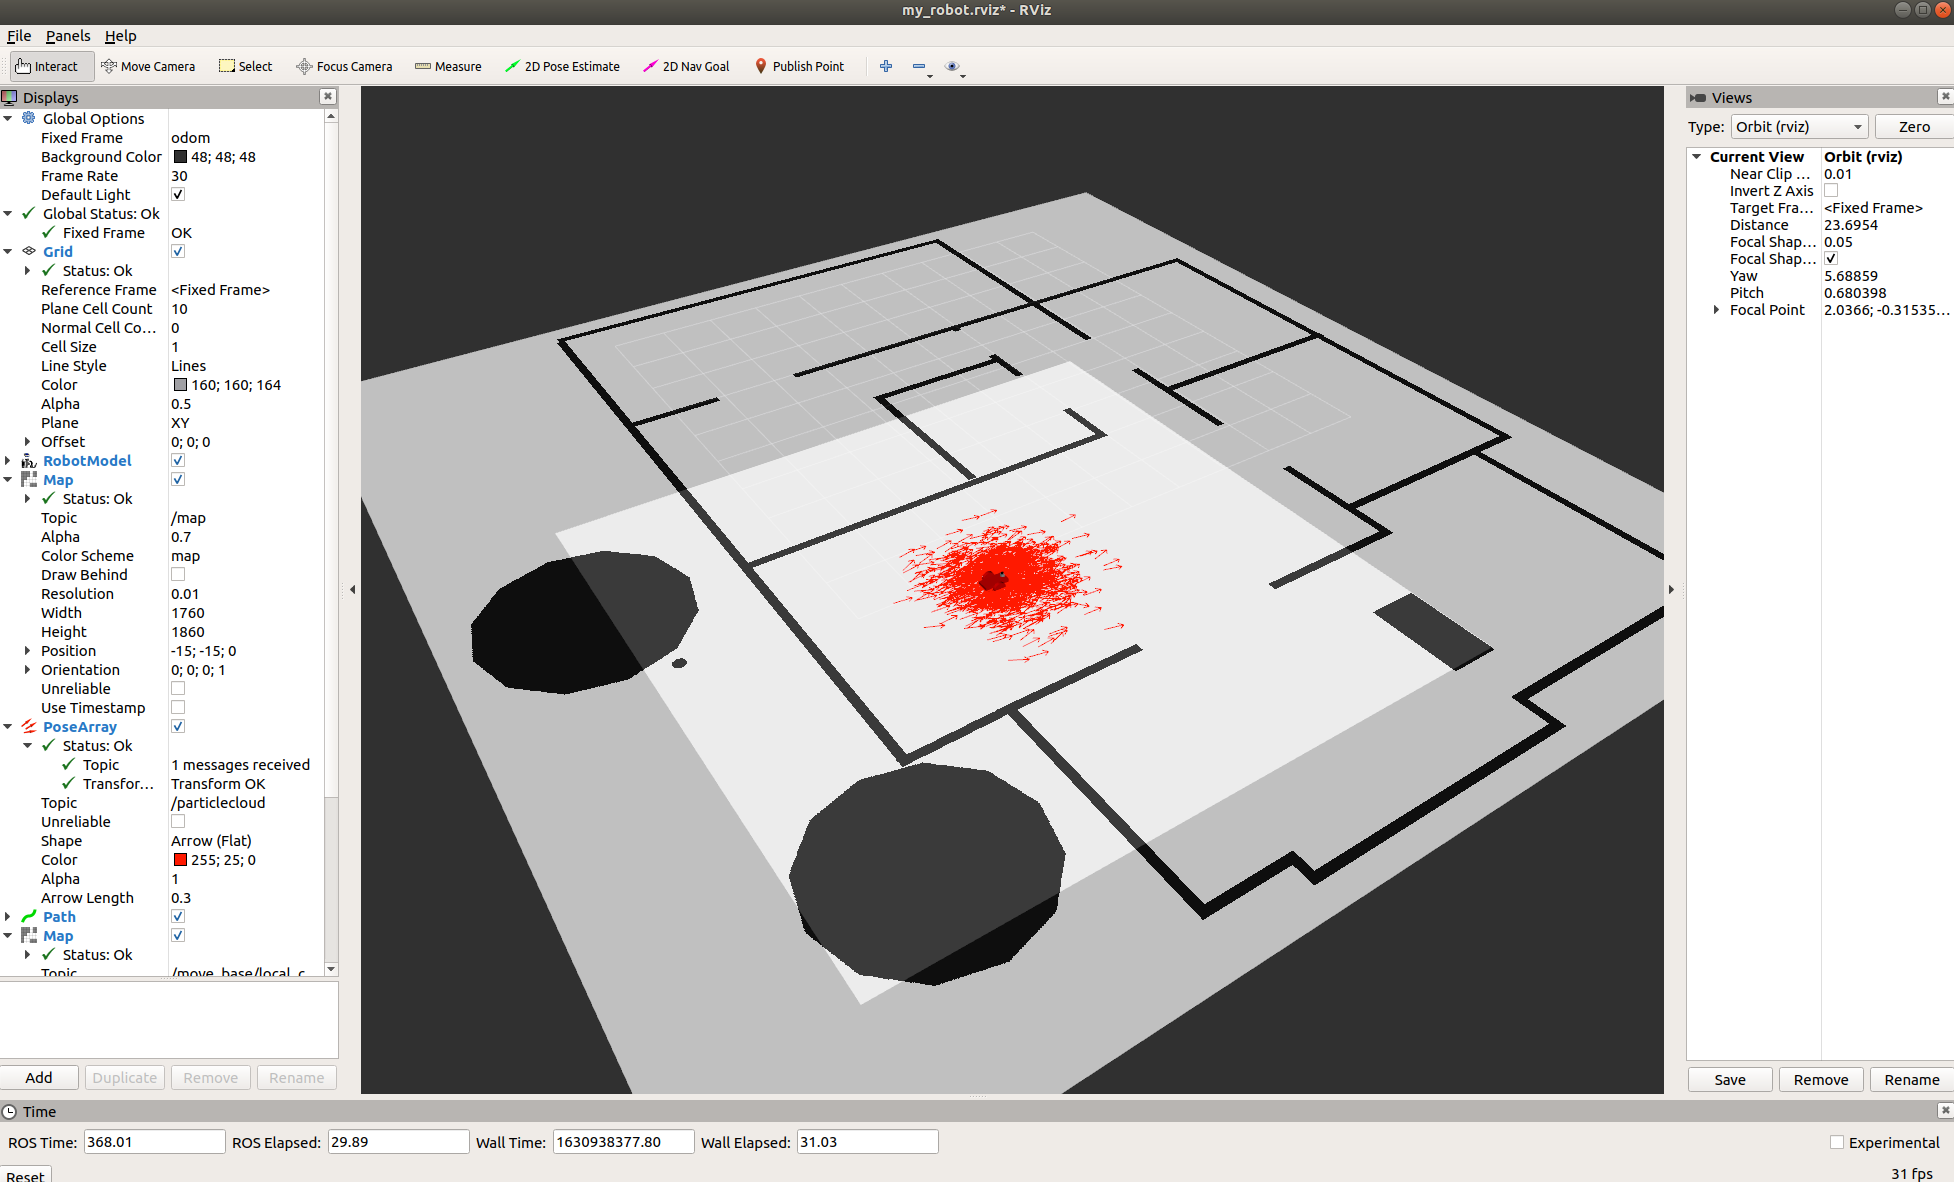 my_robot.rviz* - RViz
File Panels Help
Interact Move Camera Select Focus Camera Measure 2D Pose Estimate 2D Nav Goal Publish Point
Displays
Global Options
Fixed Frame odom
Background Color 48; 48; 48
Frame Rate 30
Default Light
Global Status: Ok
Fixed Frame OK
Grid
Status: Ok
Reference Frame <Fixed Frame>
Plane Cell Count 10
Normal Cell Co... 0
Cell Size 1
Line Style Lines
Color 160; 160; 164
Alpha 0.5
Plane XY
Offset 0; 0; 0
RobotModel
Map
Status: Ok
Topic /map
Alpha 0.7
Color Scheme map
Draw Behind
Resolution 0.01
Width 1760
Height 1860
Position -15; -15; 0
Orientation 0; 0; 0; 1
Unreliable
Use Timestamp
PoseArray
Status: Ok
Topic 1 messages received
Transfor... Transform OK
Topic /particlecloud
Unreliable
Shape Arrow (Flat)
Color 255; 25; 0
Alpha 1
Arrow Length 0.3
Path
Map
Status: Ok
Topic /move_base/local_c
Add Duplicate Remove Rename
Views
Type: Orbit (rviz) Zero
Current View Orbit (rviz)
Near Clip ... 0.01
Invert Z Axis
Target Fra... <Fixed Frame>
Distance 23.6954
Focal Shap... 0.05
Focal Shap...
Yaw 5.68859
Pitch 0.680398
Focal Point 2.0366; -0.31535...
Save Remove Rename
Time
ROS Time: 368.01 ROS Elapsed: 29.89 Wall Time: 1630938377.80 Wall Elapsed: 31.03 Experimental
Reset 31 fps